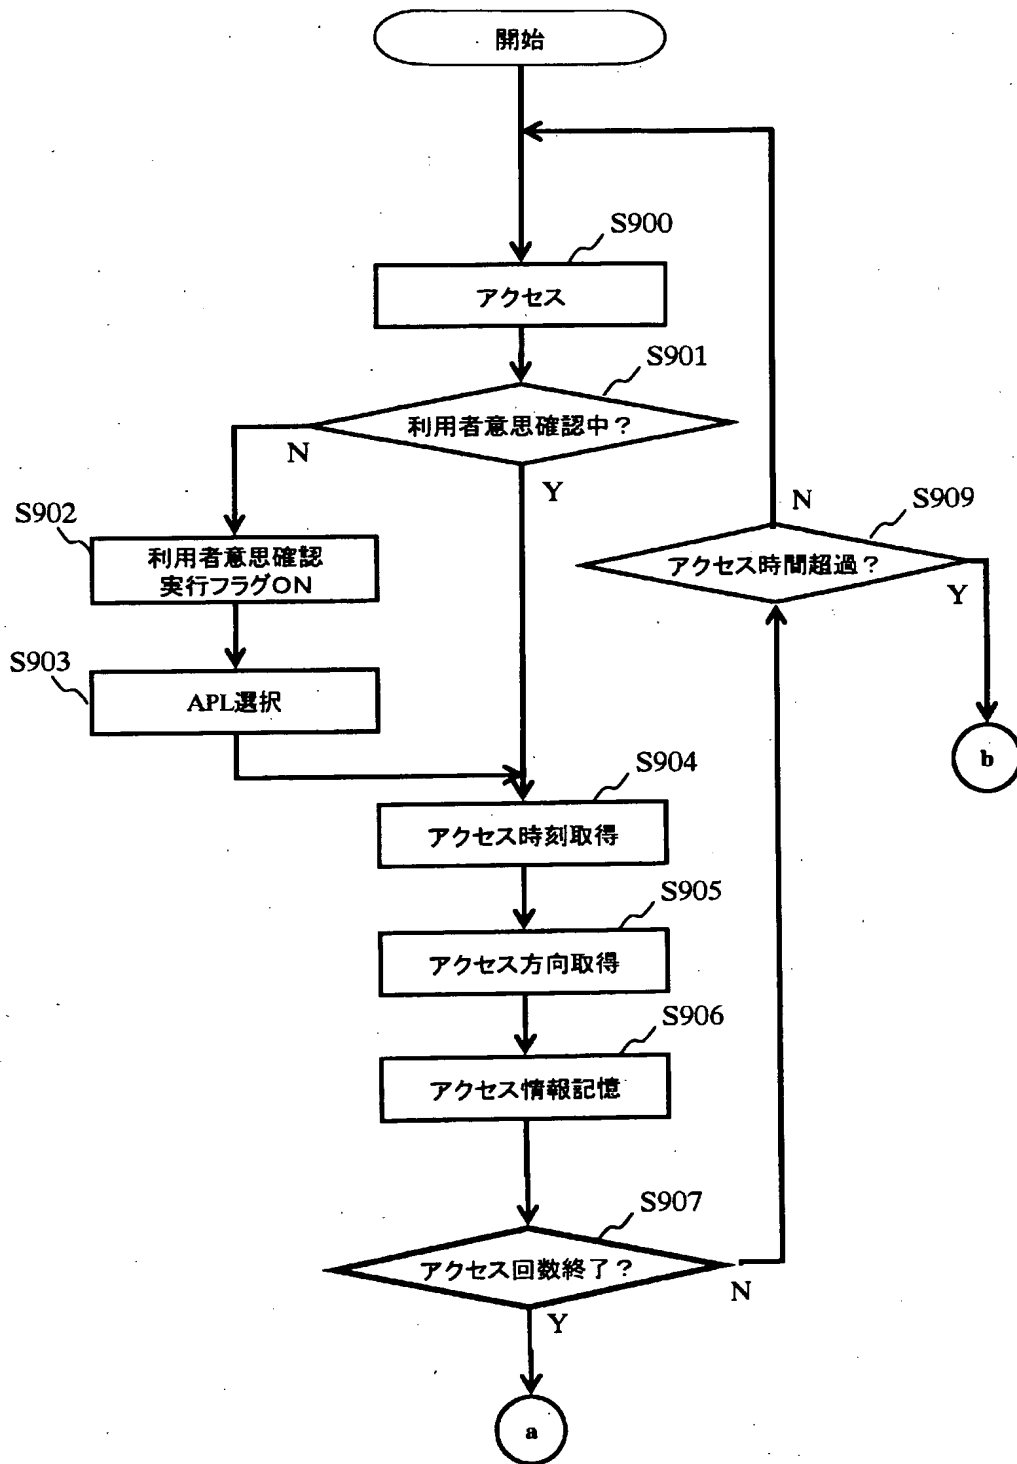 開始
S900
アクセス
S901
利用者意思確認中？
N
Y
S902
利用者意思確認
実行フラグON
S903
APL選択
N
S909
アクセス時間超過？
Y
b
S904
アクセス時刻取得
S905
アクセス方向取得
S906
アクセス情報記憶
S907
アクセス回数終了？
N
Y
a